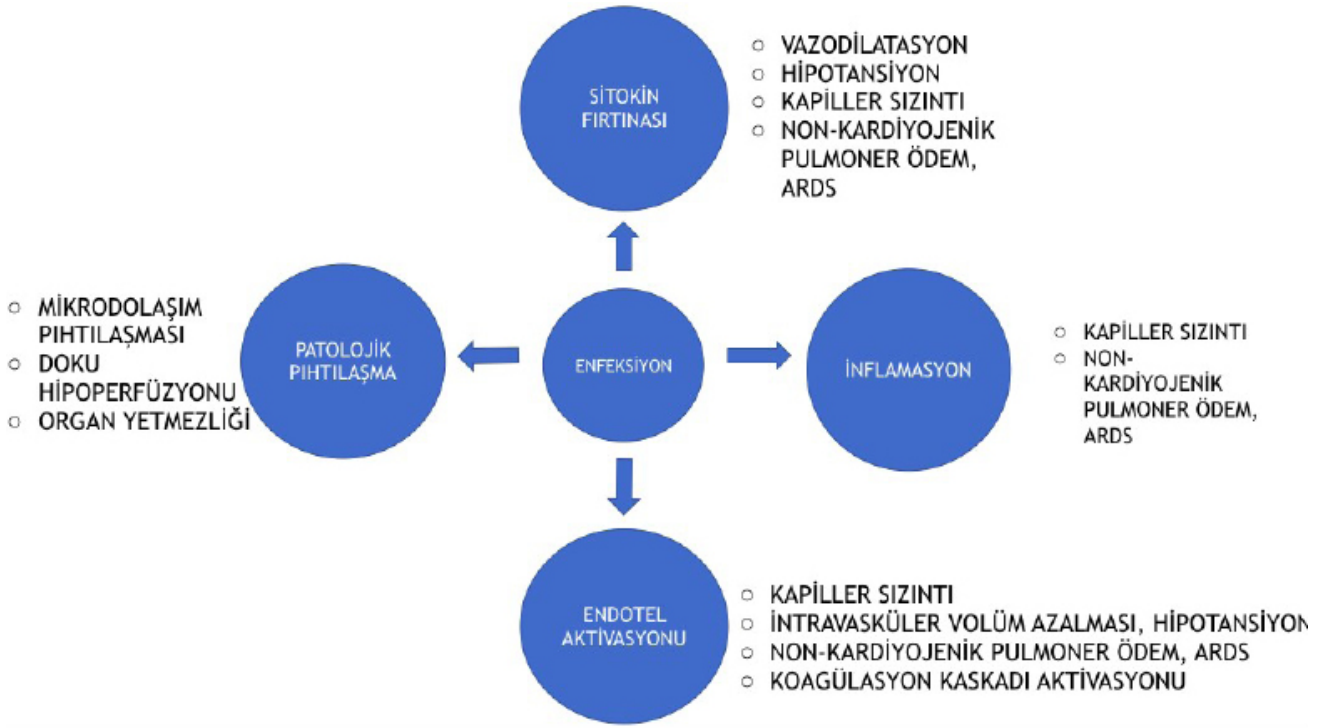 SİTOKİN
FIRTINASI
○ VAZODİLATASYON
○ HİPOTANSİYON
○ KAPİLLER SIZINTI
○ NON-KARDİYOJENİK
PULMONER ÖDEM,
ARDS
○ MİKRODOLAŞIM
PIHTILAŞMASI
○ DOKU
HİPOPERFÜZYONU
○ ORGAN YETMEZLİĞİ
PATOLOJİK
PIHTILAŞMA
ENFEKSİYON
İNFLAMASYON
○ KAPİLLER SIZINTI
○ NON-
KARDİYOJENİK
PULMONER ÖDEM,
ARDS
ENDOTEL
AKTİVASYONU
○ KAPİLLER SIZINTI
○ İNTRAVASKÜLER VOLÜM AZALMASI, HİPOTANSİYON
○ NON-KARDİYOJENİK PULMONER ÖDEM, ARDS
○ KOAGÜLASYON KASKADI AKTİVASYONU